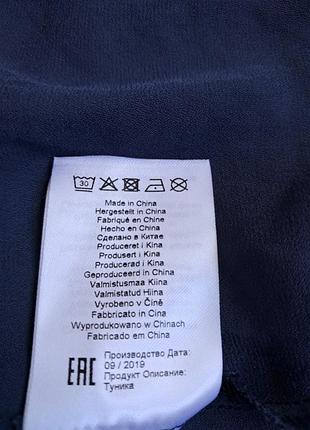 30
Made in China
Hergestellt in China
Fabriqué en Chine
Hecho en China
Сделано в Китае
Produceret i Kina
Produsert i Kina
Producerad i Kina
Geproduceerd in China
Valmistusmaa Kiina
Valmistatud Hiina
Vyrobeno v Číně
Fabbricato in Cina
Wyprodukowano w Chinach
Fabricado em China
EAC
Производство Дата:
09 / 2019
Продукт Описание:
Туника